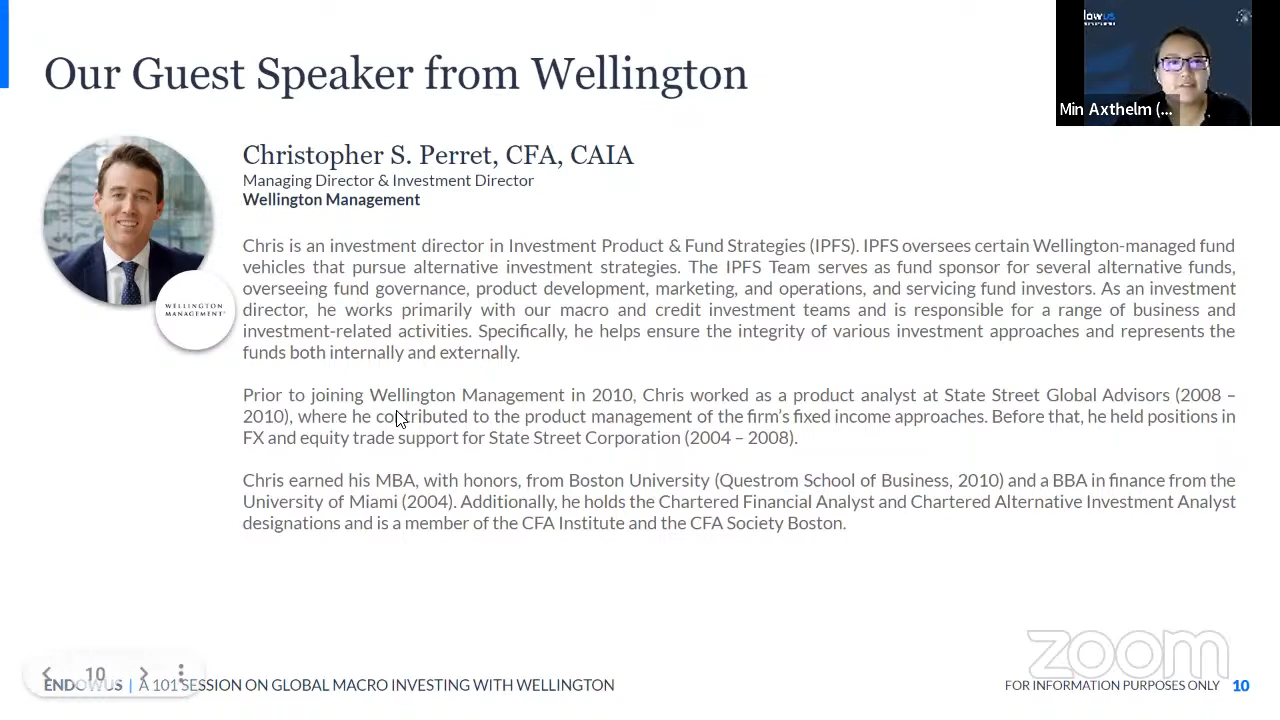 Our Guest Speaker from Wellington
Min Axthelm (...
Christopher S. Perret, CFA, CAIA
Managing Director & Investment Director
Wellington Management
WELLINGTON
MANAGEMENT
Chris is an investment director in Investment Product & Fund Strategies (IPFS). IPFS oversees certain Wellington-managed fund
vehicles that pursue alternative investment strategies. The IPFS Team serves as fund sponsor for several alternative funds,
overseeing fund governance, product development, marketing, and operations, and servicing fund investors. As an investment
director, he works primarily with our macro and credit investment teams and is responsible for a range of business and
investment-related activities. Specifically, he helps ensure the integrity of various investment approaches and represents the
funds both internally and externally.
Prior to joining Wellington Management in 2010, Chris worked as a product analyst at State Street Global Advisors (2008 –
2010), where he contributed to the product management of the firm's fixed income approaches. Before that, he held positions in
FX and equity trade support for State Street Corporation (2004 – 2008).
Chris earned his MBA, with honors, from Boston University (Questrom School of Business, 2010) and a BBA in finance from the
University of Miami (2004). Additionally, he holds the Chartered Financial Analyst and Chartered Alternative Investment Analyst
designations and is a member of the CFA Institute and the CFA Society Boston.
zoom
10
ENDOWUS | A 101 SESSION ON GLOBAL MACRO INVESTING WITH WELLINGTON
FOR INFORMATION PURPOSES ONLY 10